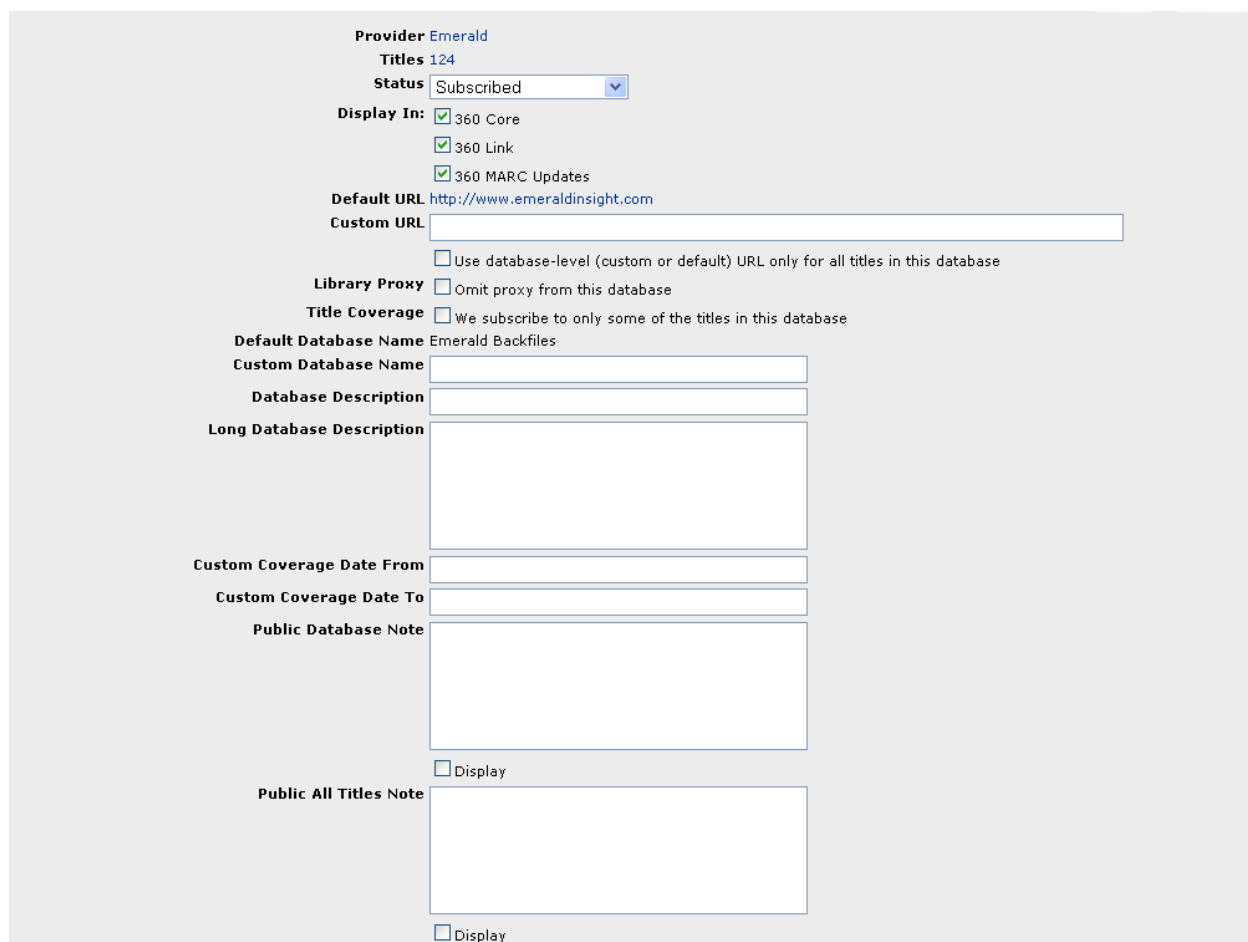 Provider Emerald
Titles 124
Status Subscribed
Display In: 360 Core
360 Link
360 MARC Updates
Default URL http://www.emeraldinsight.com
Custom URL
Use database-level (custom or default) URL only for all titles in this database
Library Proxy Omit proxy from this database
Title Coverage We subscribe to only some of the titles in this database
Default Database Name Emerald Backfiles
Custom Database Name
Database Description
Long Database Description
Custom Coverage Date From
Custom Coverage Date To
Public Database Note
Display
Public All Titles Note
Display